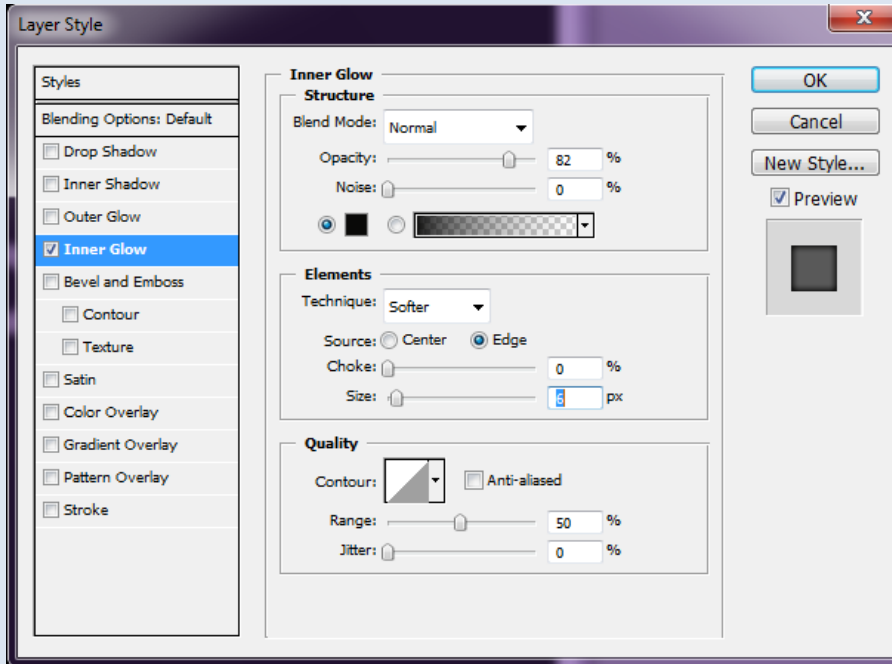 Layer Style
Styles
Blending Options: Default
Drop Shadow
Inner Shadow
Outer Glow
Inner Glow
Bevel and Emboss
Contour
Texture
Satin
Color Overlay
Gradient Overlay
Pattern Overlay
Stroke
Inner Glow
Structure
Blend Mode: Normal
Opacity: 82 %
Noise: 0 %
Elements
Technique: Softer
Source: Center Edge
Choke: 0 %
Size: 6 px
Quality
Contour: Anti-aliased
Range: 50 %
Jitter: 0 %
OK
Cancel
New Style...
Preview